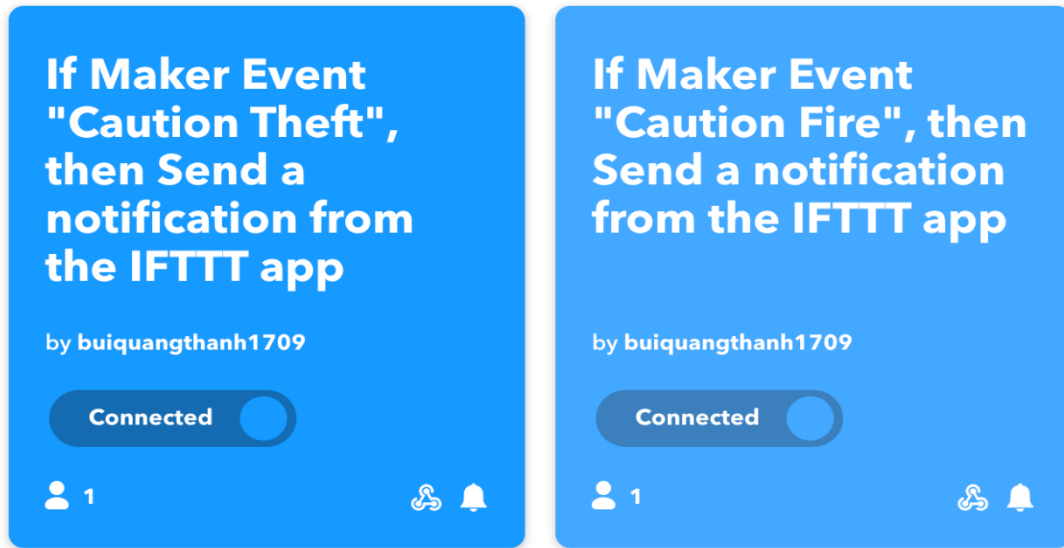 If Maker Event
"Caution Theft",
then Send a
notification from
the IFTTT app
by buiquangthanh1709
Connected
1
If Maker Event
"Caution Fire", then
Send a notification
from the IFTTT app
by buiquangthanh1709
Connected
1